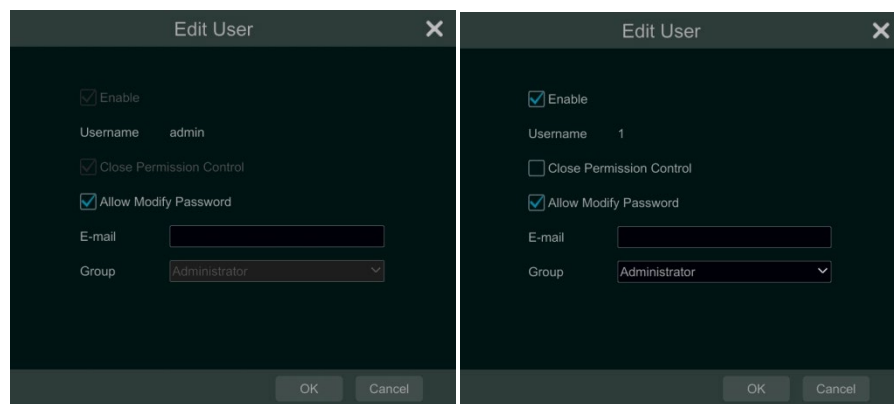 Edit User
Enable
Username admin
Close Permission Control
Allow Modify Password
E-mail
Group Administrator
OK Cancel
Edit User
Enable
Username 1
Close Permission Control
Allow Modify Password
E-mail
Group Administrator
OK Cancel